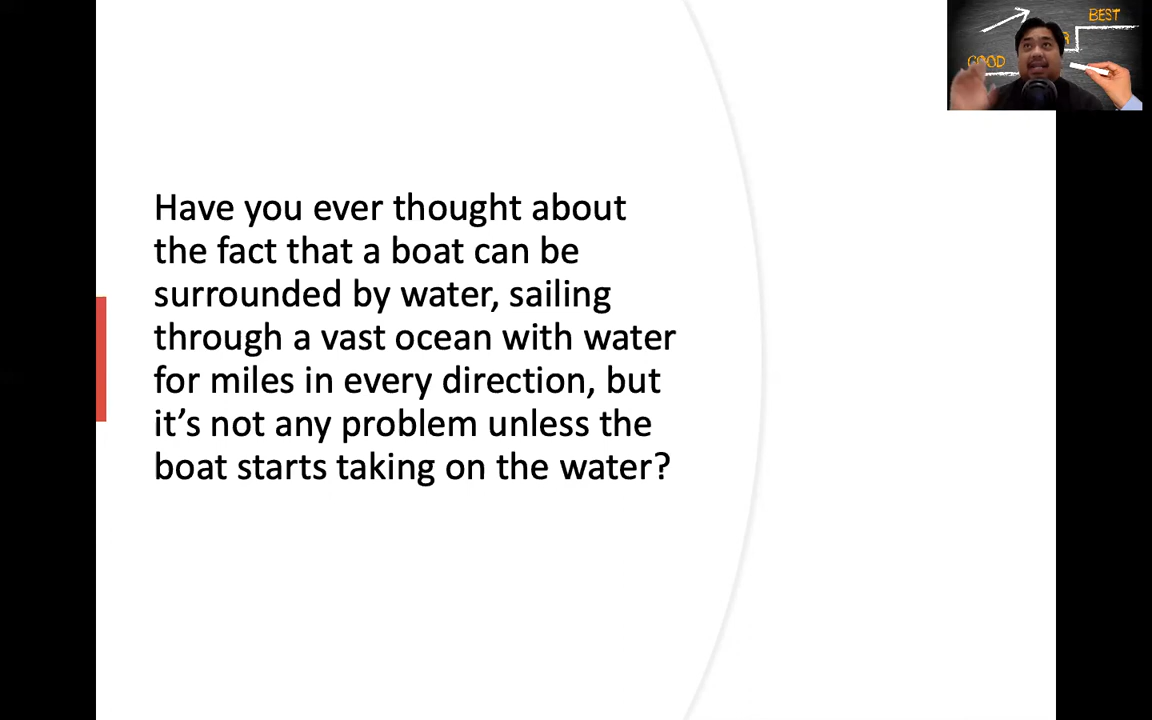 BEST
GOOD
Have you ever thought about
the fact that a boat can be
surrounded by water, sailing
through a vast ocean with water
for miles in every direction, but
it’s not any problem unless the
boat starts taking on the water?